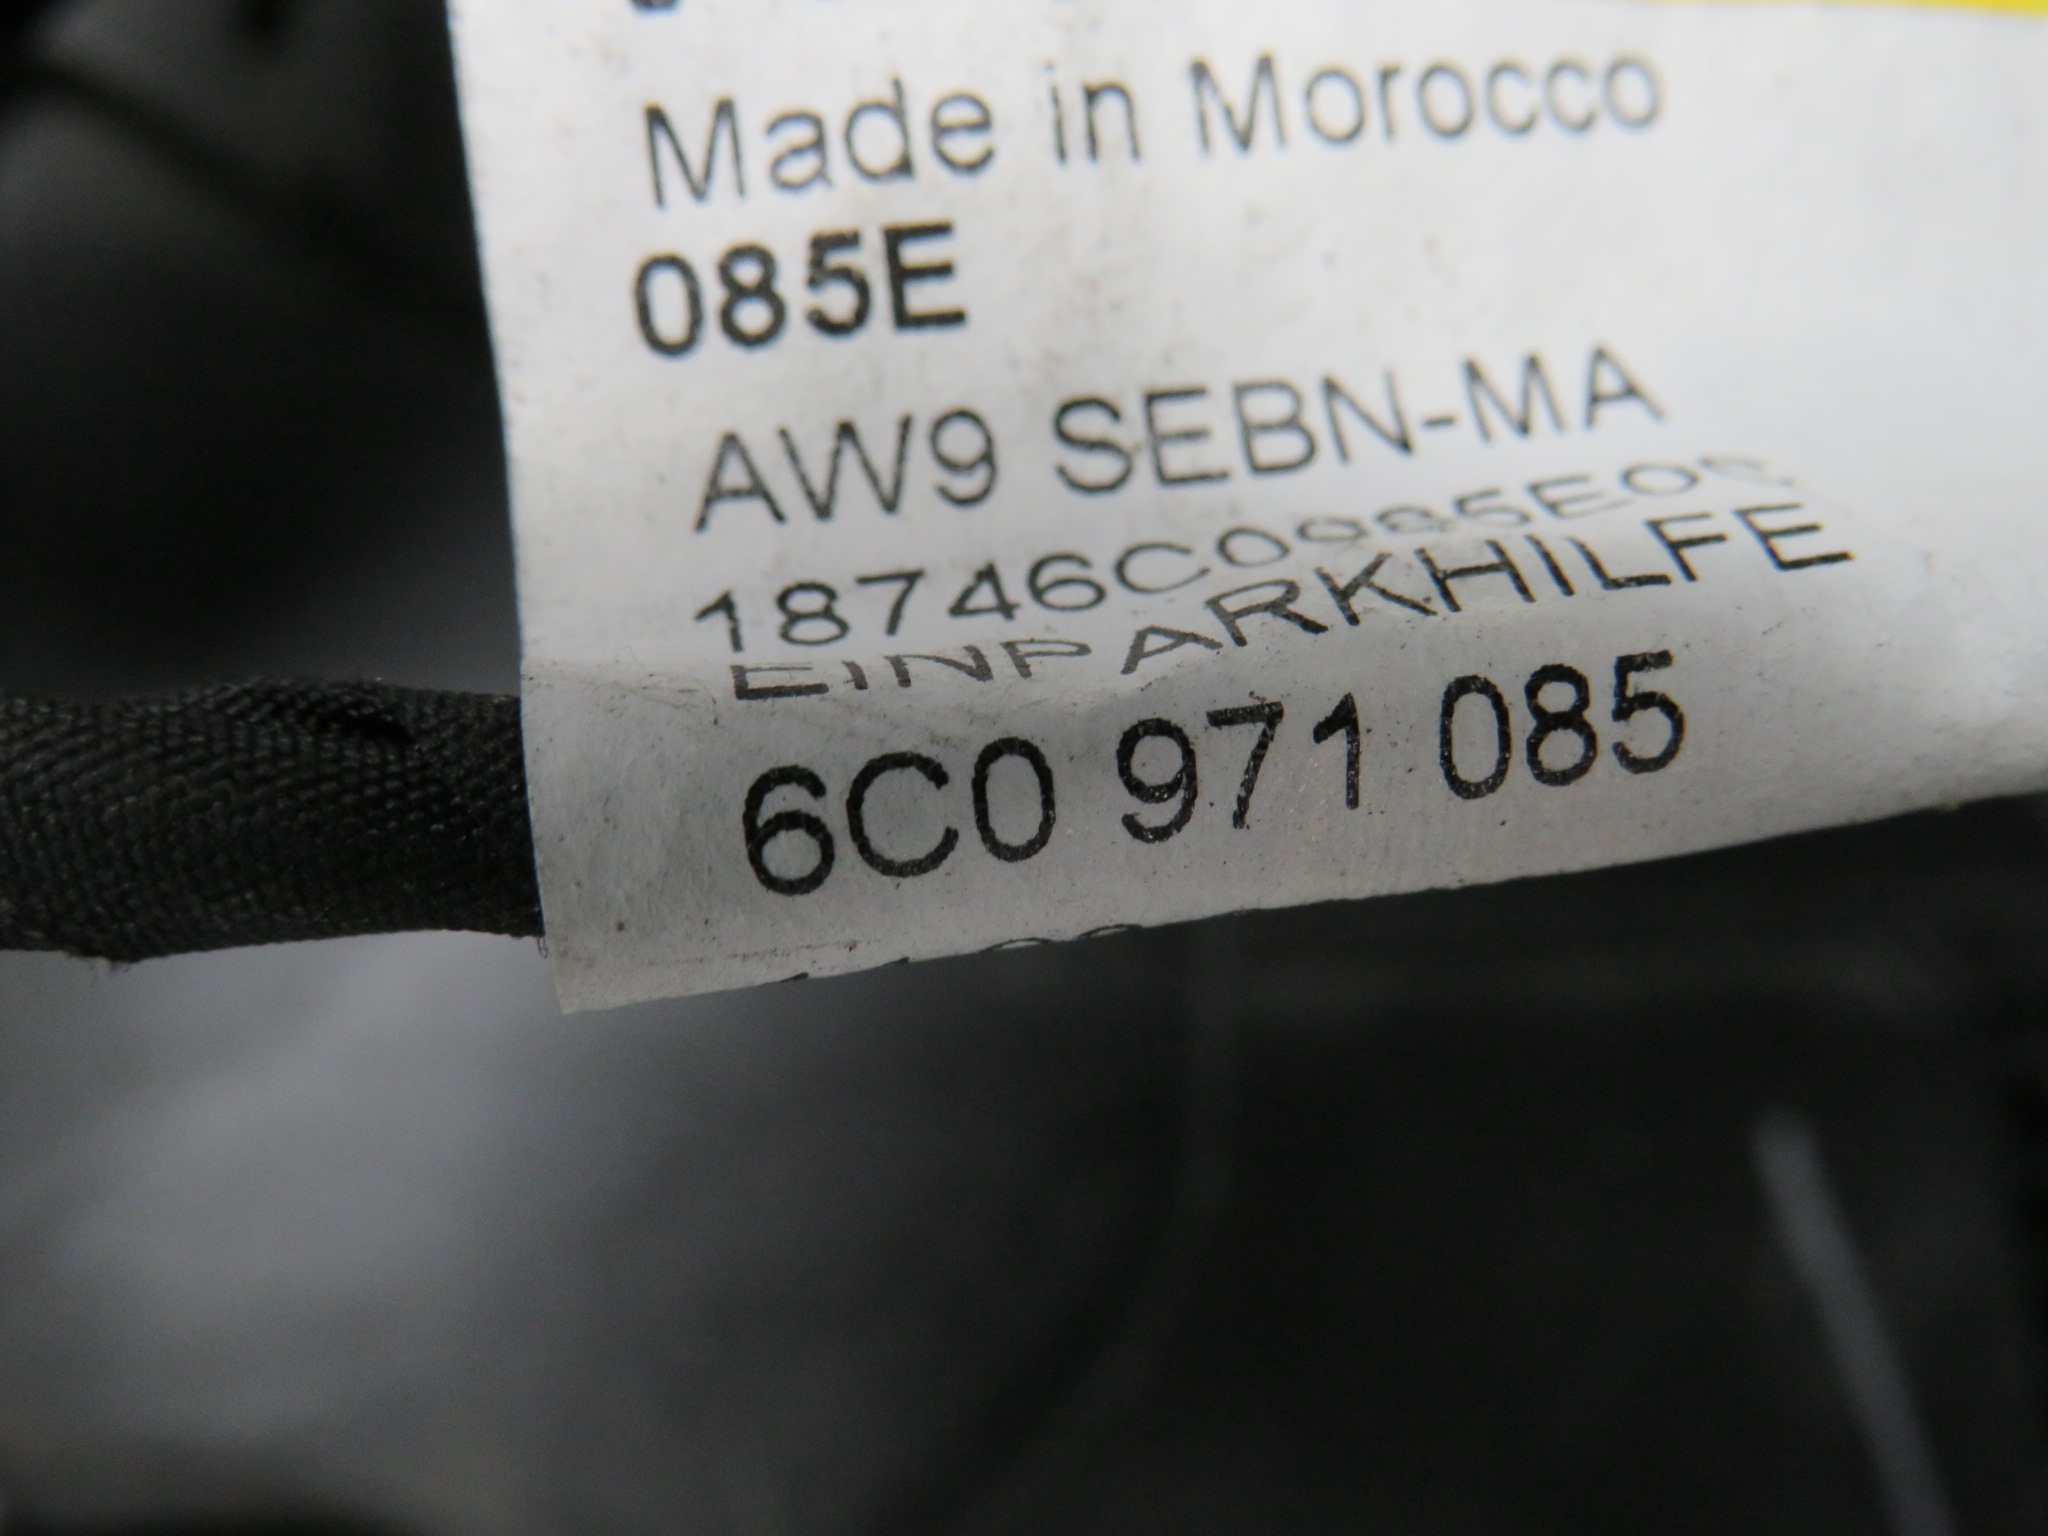 Made in Morocco
085E
AW9 SEBN-MA
EINPARKHILFE
6C0 971 085